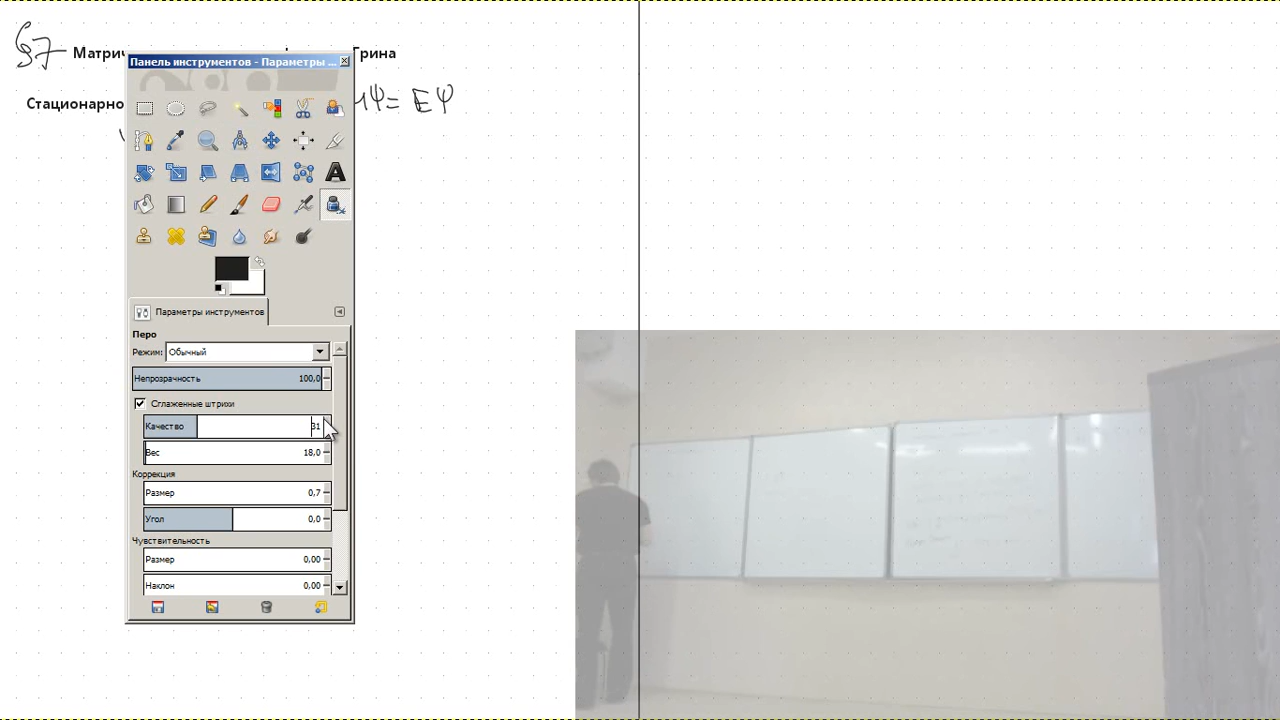 §7 Матрич Грина
Стационарно ψ = Eψ
Панель инструментов - Параметры ...
Параметры инструментов
Перо
Режим: Обычный
Непрозрачность 100,0
Сглаженные штрихи
Качество 31
Вес 18,0
Коррекция
Размер 0,7
Угол 0,0
Чувствительность
Размер 0,00
Наклон 0,00